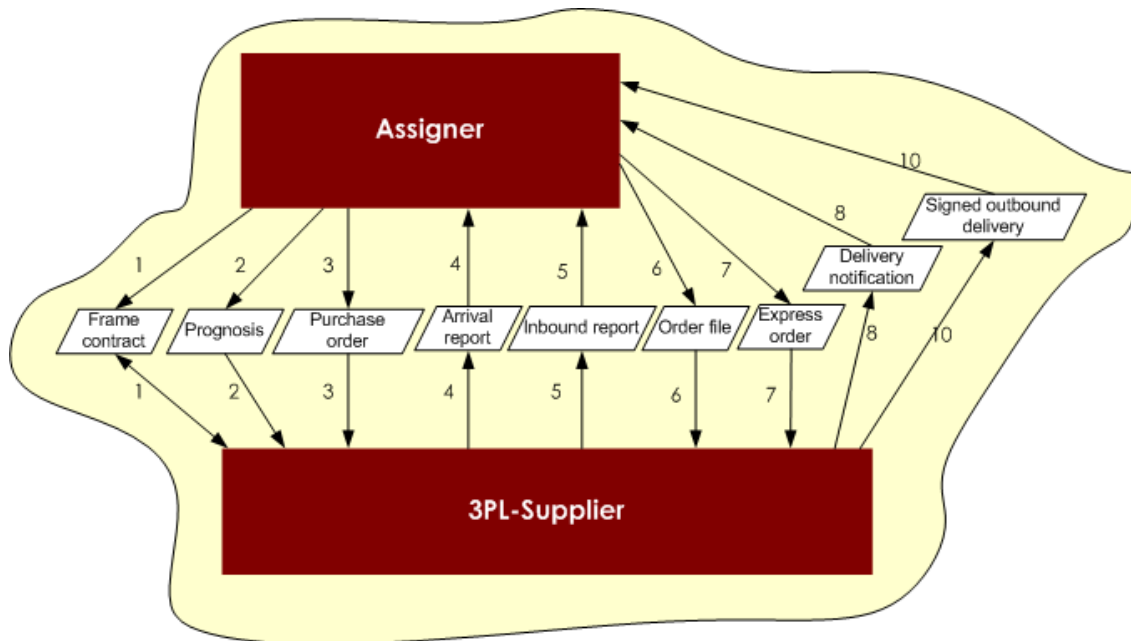 Assigner
10
Signed outbound
delivery
8
Delivery
notification
1
2
3
4
5
6
7
Frame
contract
Prognosis
Purchase
order
Arrival
report
Inbound report
Order file
Express
order
8
10
1
2
3
4
5
6
7
3PL-Supplier